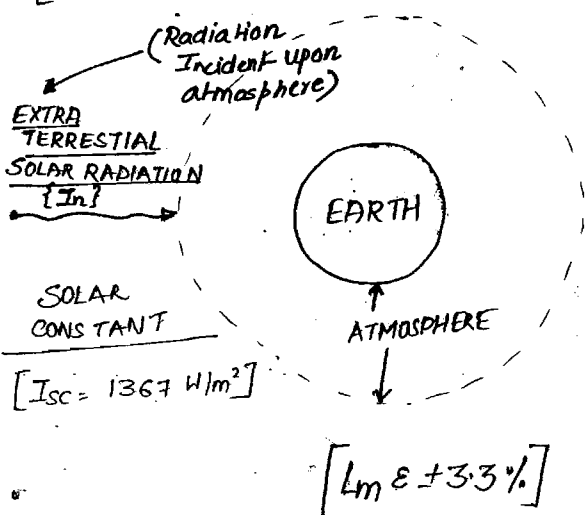 (Radiation
Incident upon
atmosphere)
EXTRA
TERRESTIAL
SOLAR RADIATION
{In}
EARTH
SOLAR
CONSTANT
ATMOSPHERE
[Isc = 1367 W/m²]
[Lm ε ±3.3%]